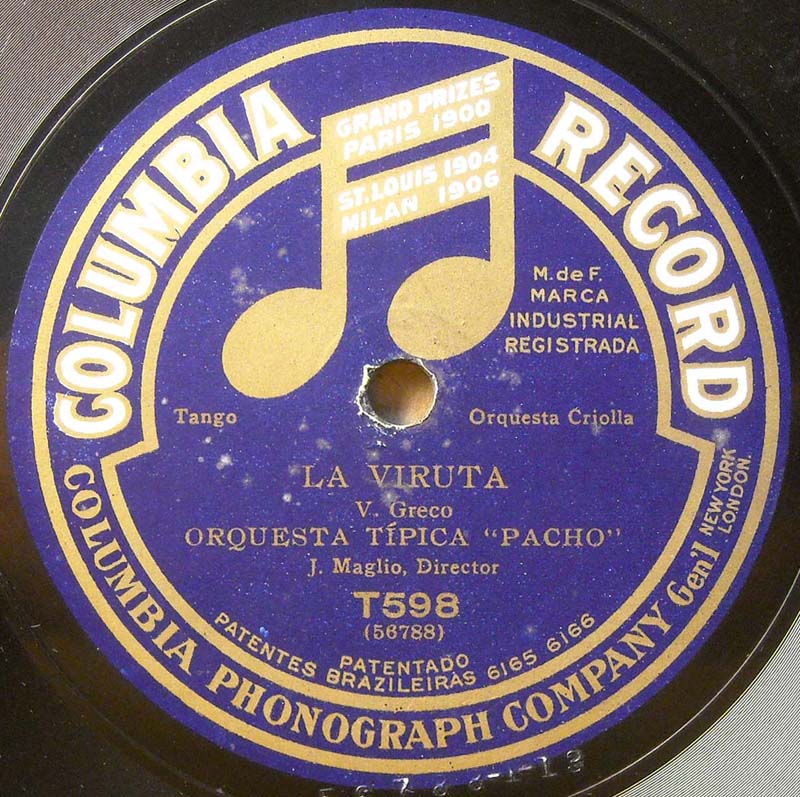 COLUMBIA RECORD
GRAND PRIZES
PARIS 1900
ST. LOUIS 1904
MILAN 1906
M. de F.
MARCA
INDUSTRIAL
REGISTRADA
Tango
Orquesta Criolla
LA VIRUTA
V. Greco
ORQUESTA TÍPICA "PACHO"
J. Maglio, Director
T598
(56788)
PATENTADO
PATENTES BRAZILEIRAS 6165 6166
COLUMBIA PHONOGRAPH COMPANY Gen'l
NEW YORK
LONDON.